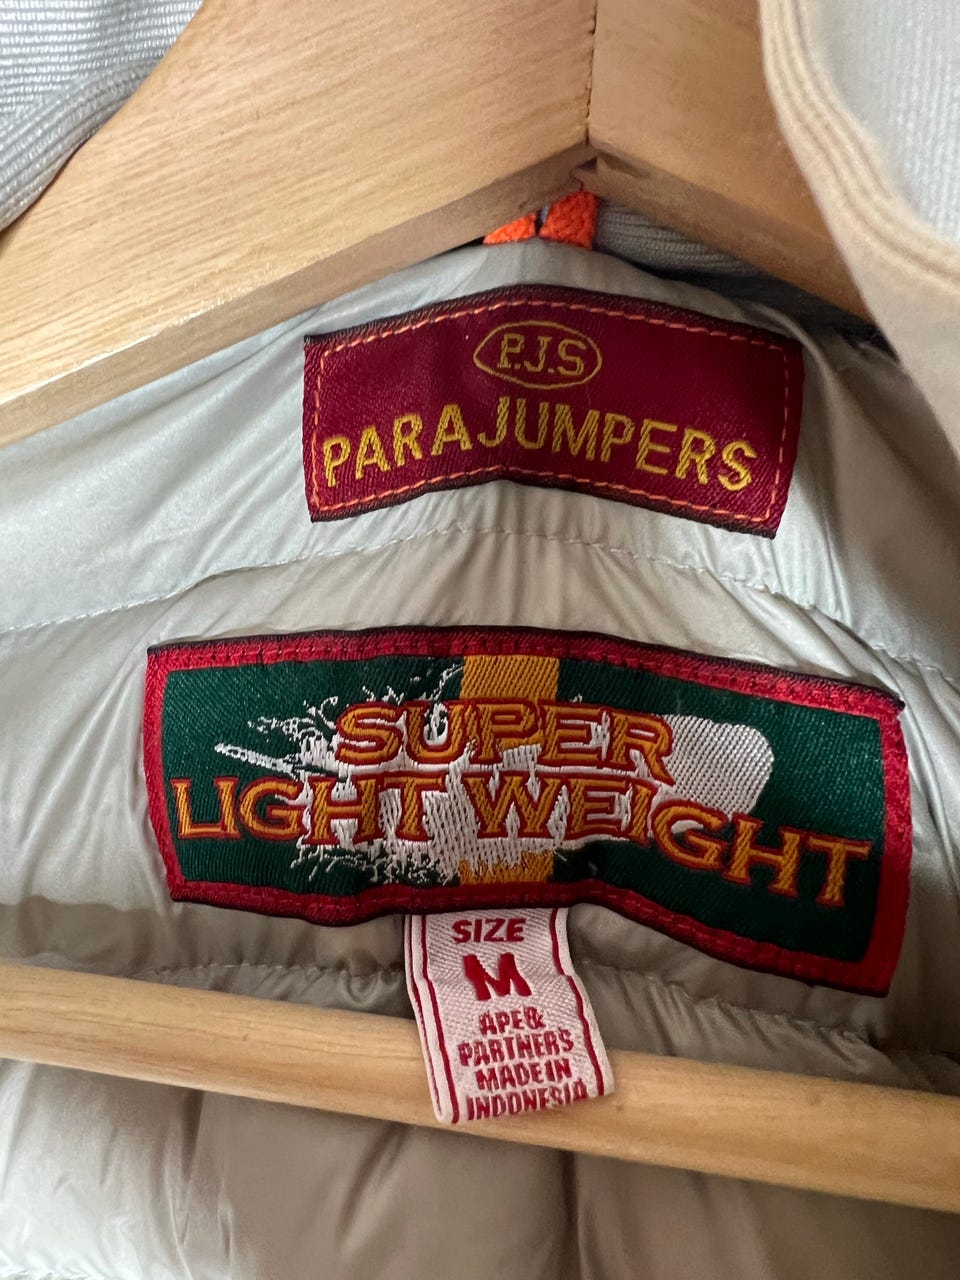 P.J.S
PARAJUMPERS
SUPER
LIGHT WEIGHT
SIZE
M
APE&
PARTNERS
MADE IN
INDONESIA